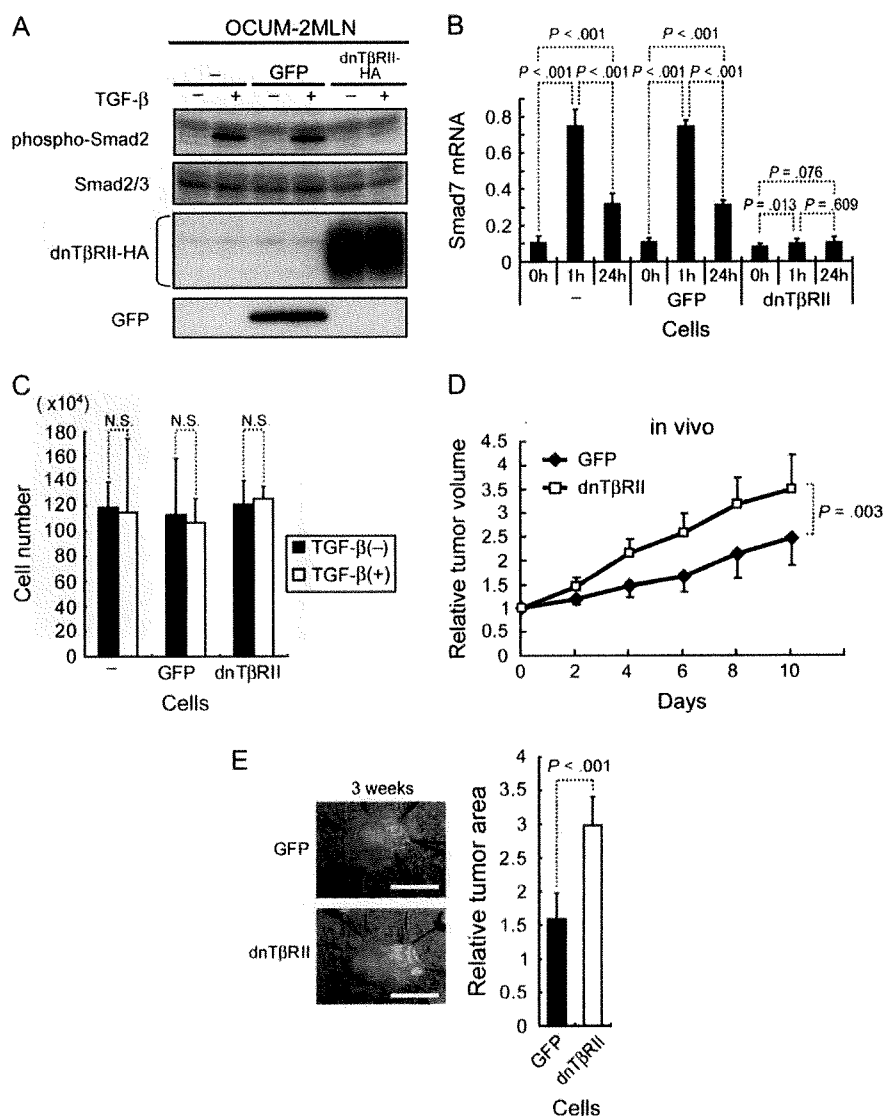 A
OCUM-2MLN
– GFP dnTβRII-HA
TGF-β – + – + – +
phospho-Smad2
Smad2/3
dnTβRII-HA
GFP
B
P < .001 P < .001
P < .001 P < .001 P < .001 P < .001
P = .076
P = .013 P = .609
Smad7 mRNA
0.8
0.6
0.4
0.2
0
0h 1h 24h 0h 1h 24h 0h 1h 24h
– GFP dnTβRII
Cells
C
(x10⁴)
N.S. N.S. N.S.
Cell number
180
160
140
120
100
80
60
40
20
0
TGF-β(–)
TGF-β(+)
– GFP dnTβRII
Cells
D
in vivo
GFP
dnTβRII
P = .003
Relative tumor volume
4.5
4
3.5
3
2.5
2
1.5
1
0.5
0
0 2 4 6 8 10
Days
E
3 weeks
GFP
dnTβRII
P < .001
Relative tumor area
4
3.5
3
2.5
2
1.5
1
0.5
0
GFP
dnTβRII
Cells